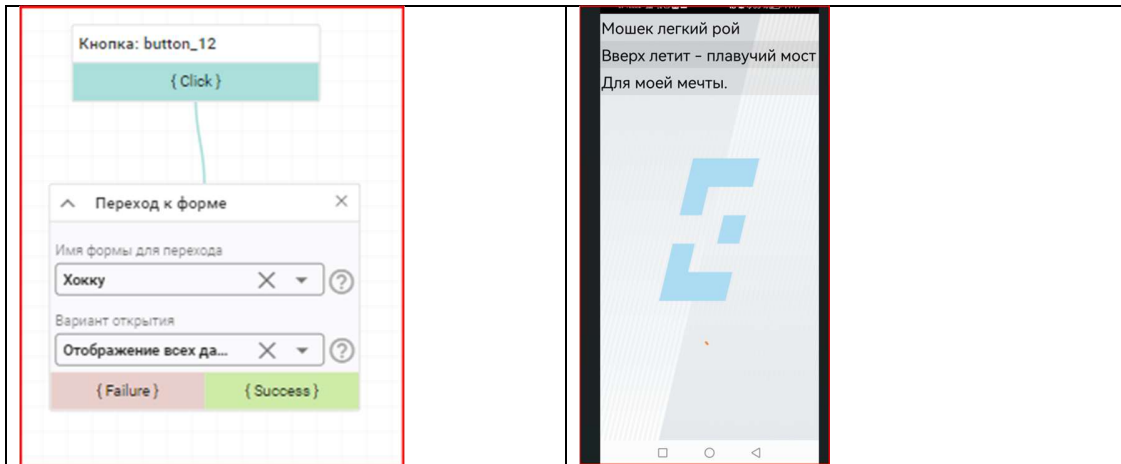 Кнопка: button_12
{ Click }
Переход к форме
Имя формы для перехода
Хокку
Вариант открытия
Отображение всех да...
{ Failure }
{ Success }
Мошек легкий рой
Вверх летит – плавучий мост
Для моей мечты.